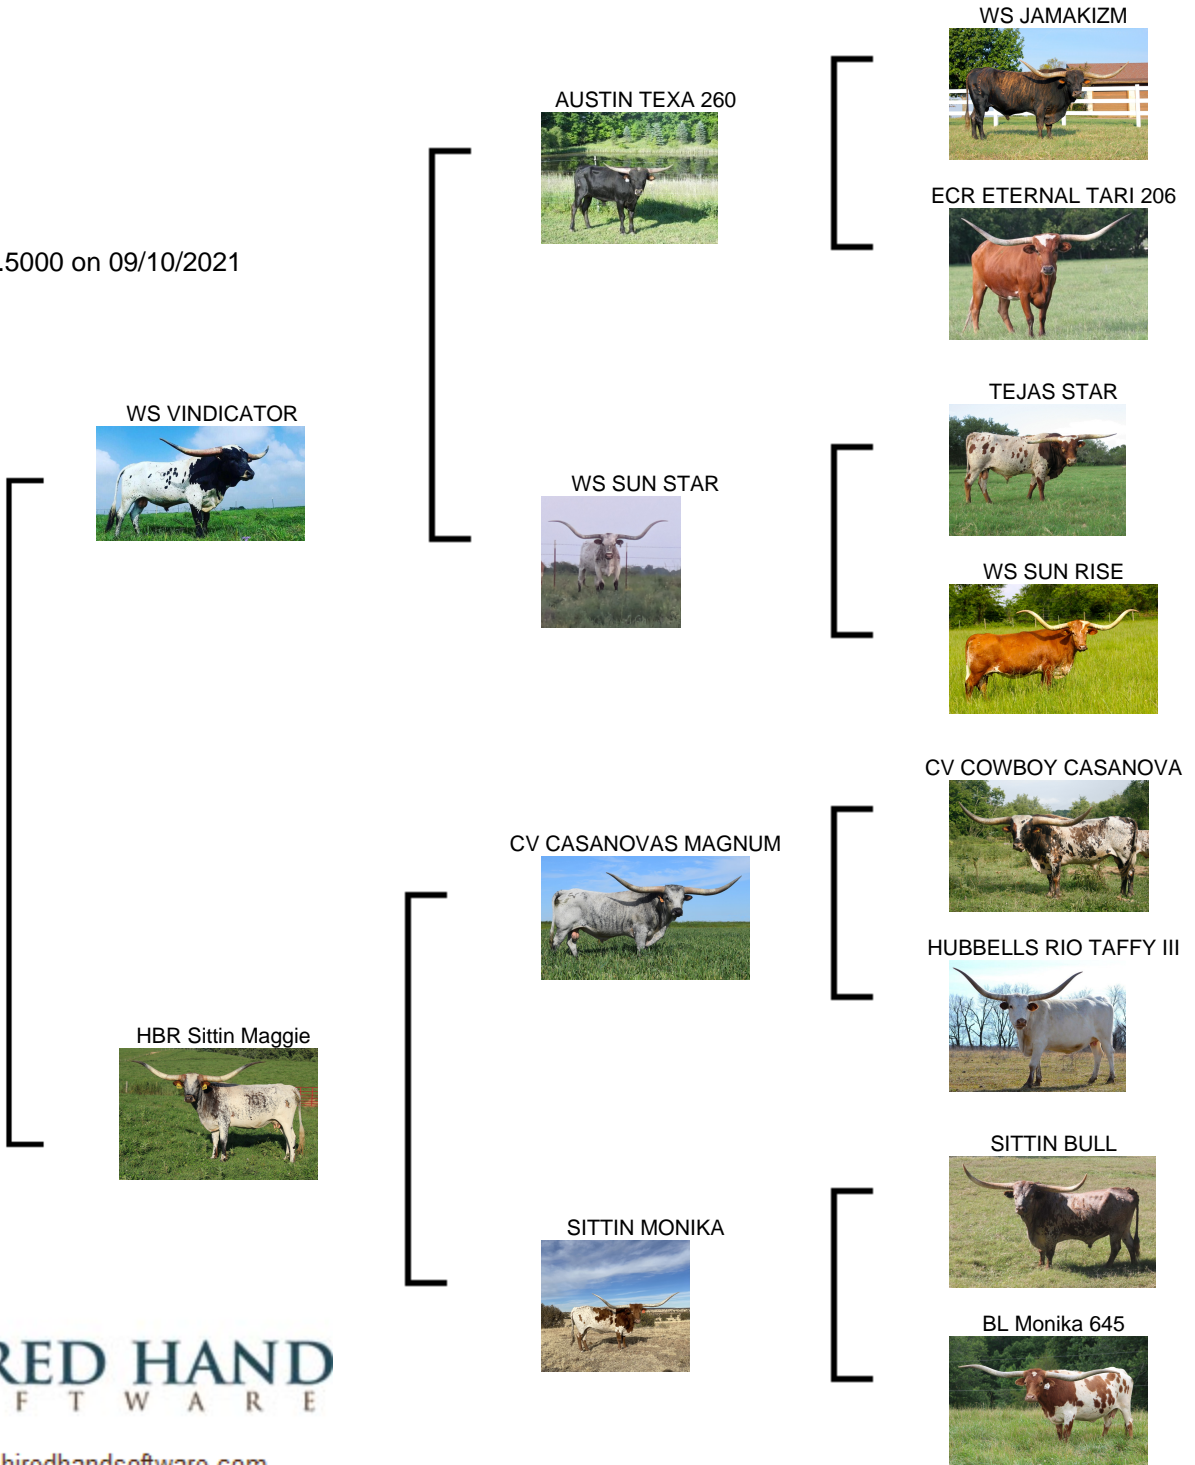 WS JAMAKIZM
AUSTIN TEXA 260
ECR ETERNAL TARI 206
.5000 on 09/10/2021
TEJAS STAR
WS VINDICATOR
WS SUN STAR
WS SUN RISE
CV COWBOY CASANOVA
CV CASANOVAS MAGNUM
HUBBELLS RIO TAFFY III
HBR Sittin Maggie
SITTIN BULL
SITTIN MONIKA
BL Monika 645
RED HAND
F T W A R E
hiredhandsoftware.com